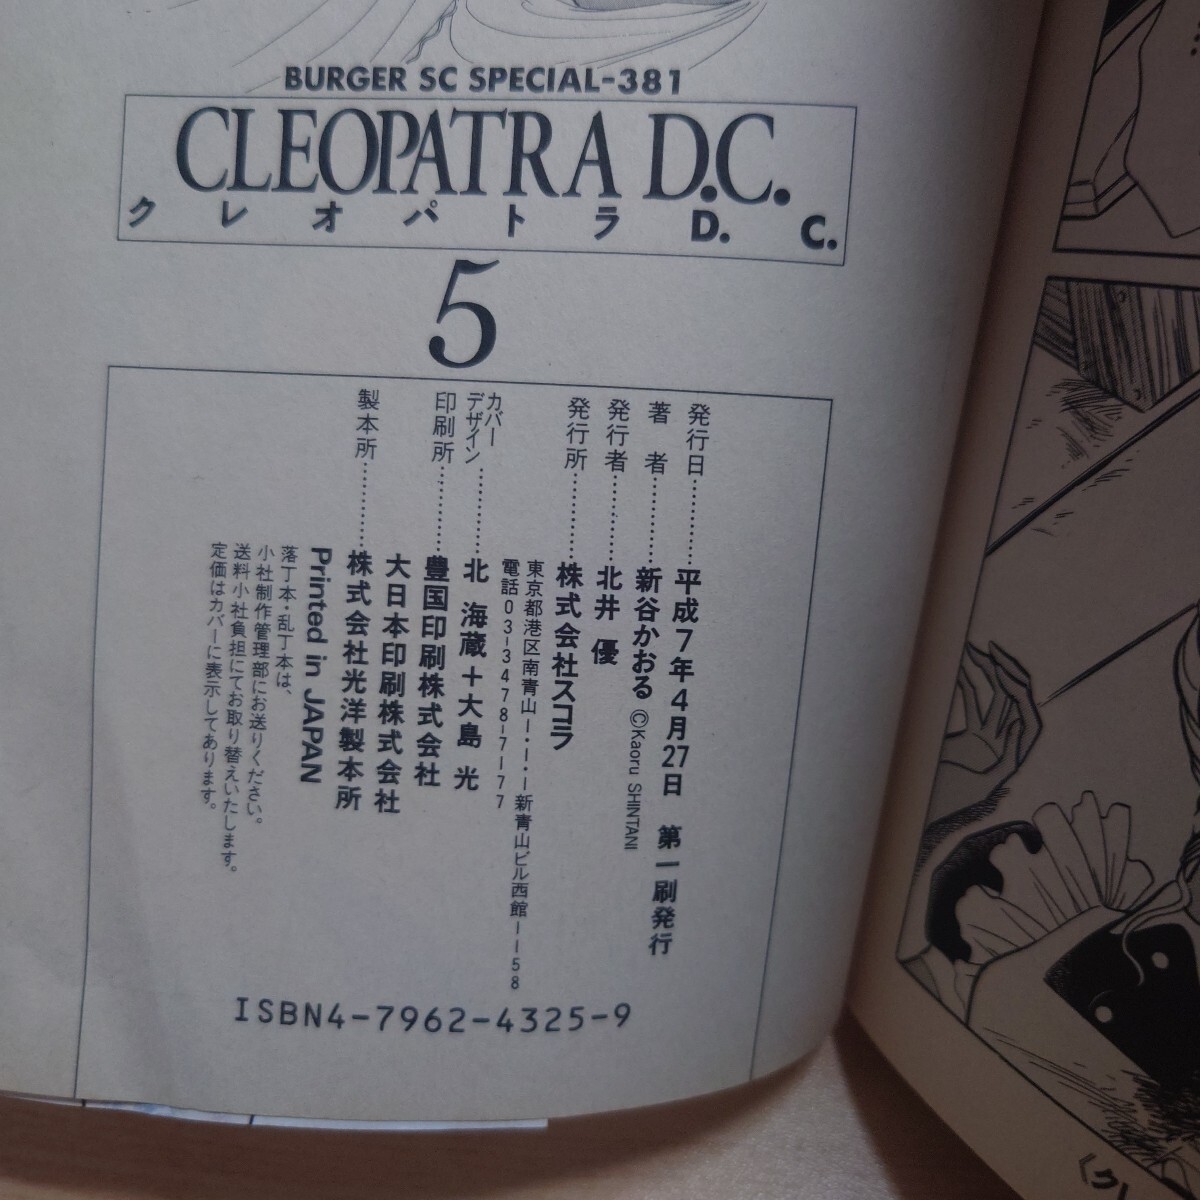 BURGER SC SPECIAL-381
CLEOPATRA D.C.
クレオパトラD.C.
5
発行日…………平成7年4月27日 第一刷発行
著者…………新谷かおる ©Kaoru SHINTANI
発行者…………北井 優
発行所…………株式会社スコラ
東京都港区南青山一-一-一新青山ビル西館一一58
電話03-3478-7177
カバーデザイン…………北 海蔵+大島 光
印刷所…………豊国印刷株式会社
大日本印刷株式会社
製本所…………株式会社光洋製本所
Printed in JAPAN
落丁本・乱丁本は、
小社制作管理部にお送りください。
送料小社負担にてお取り替えいたします。
定価はカバーに表示してあります。
ISBN4-7962-4325-9